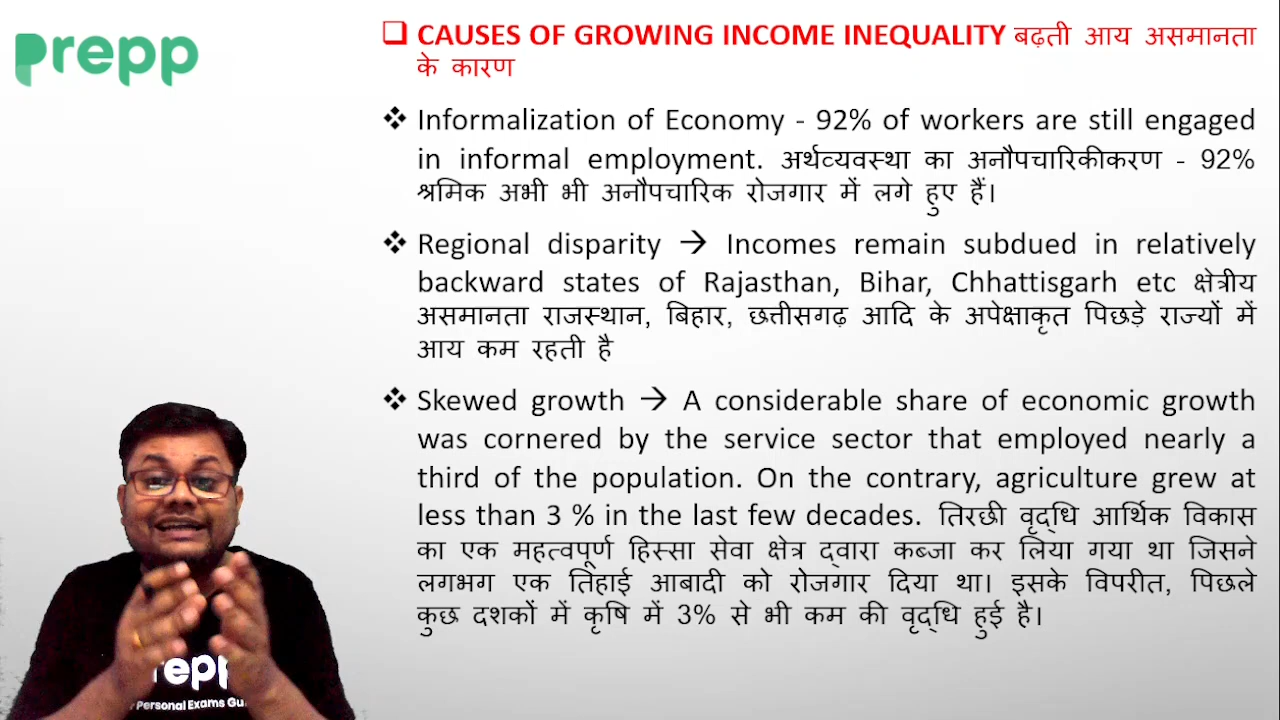 prepp
CAUSES OF GROWING INCOME INEQUALITY बढ़ती आय असमानता
के कारण
Informalization of Economy - 92% of workers are still engaged
in informal employment. अर्थव्यवस्था का अनौपचारिकीकरण - 92%
श्रमिक अभी भी अनौपचारिक रोजगार में लगे हुए हैं।
Regional disparity → Incomes remain subdued in relatively
backward states of Rajasthan, Bihar, Chhattisgarh etc क्षेत्रीय
असमानता राजस्थान, बिहार, छत्तीसगढ़ आदि के अपेक्षाकृत पिछड़े राज्यों में
आय कम रहती है
Skewed growth → A considerable share of economic growth
was cornered by the service sector that employed nearly a
third of the population. On the contrary, agriculture grew at
less than 3 % in the last few decades. तिरछी वृद्धि आर्थिक विकास
का एक महत्वपूर्ण हिस्सा सेवा क्षेत्र द्वारा कब्जा कर लिया गया था जिसने
लगभग एक तिहाई आबादी को रोजगार दिया था। इसके विपरीत, पिछले
कुछ दशकों में कृषि में 3% से भी कम की वृद्धि हुई है।
repp
Personal Exams Gu